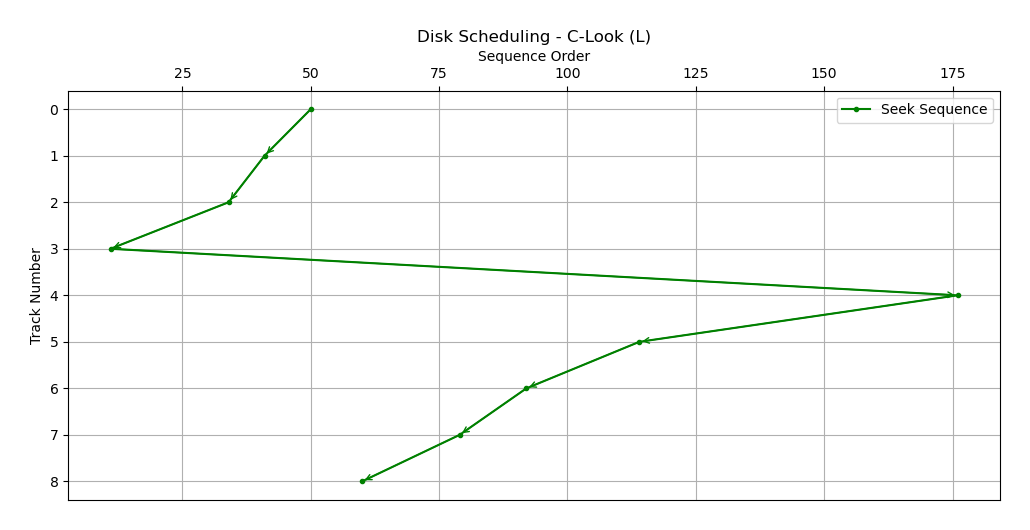 Disk Scheduling - C-Look (L)
Sequence Order
25 50 75 100 125 150 175
Seek Sequence
Track Number
0
1
2
3
4
5
6
7
8